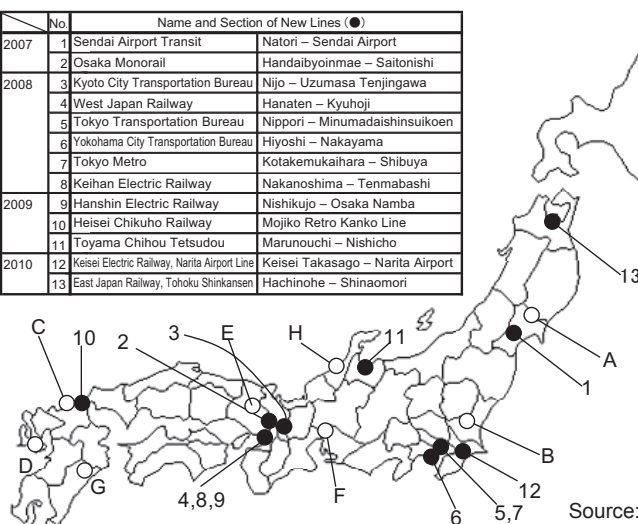 No. Name and Section of New Lines (●)
2007 1 Sendai Airport Transit Natori – Sendai Airport
2 Osaka Monorail Handaibyoinmae – Saitonishi
2008 3 Kyoto City Transportation Bureau Nijo – Uzumasa Tenjingawa
4 West Japan Railway Hanaten – Kyuhoji
5 Tokyo Transportation Bureau Nippori – Minumadaishinsuikoen
6 Yokohama City Transportation Bureau Hiyoshi – Nakayama
7 Tokyo Metro Kotakemukaihara – Shibuya
8 Keihan Electric Railway Nakanoshima – Tenmabashi
2009 9 Hanshin Electric Railway Nishikujo – Osaka Namba
10 Heisei Chikuho Railway Mojiko Retro Kanko Line
11 Toyama Chihou Tetsudou Marunouchi – Nishicho
2010 12 Keisei Electric Railway, Narita Airport Line Keisei Takasago – Narita Airport
13 East Japan Railway, Tohoku Shinkansen Hachinohe – Shinaomori
13
C 10 2 3 E H 11
A
1
D
G
4,8,9
F
B
12
6
5,7
Source: